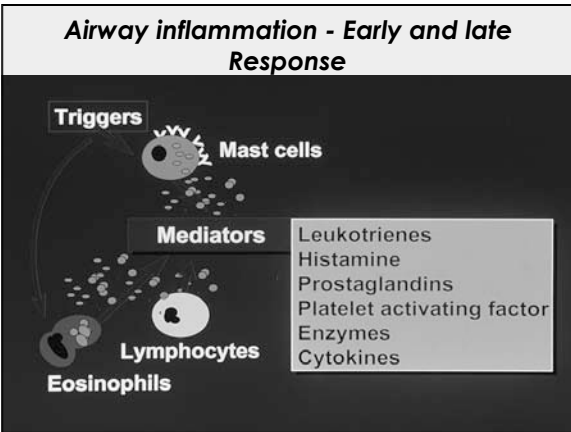 Airway inflammation - Early and late
Response
Triggers
Mast cells
Mediators
Leukotrienes
Histamine
Prostaglandins
Platelet activating factor
Enzymes
Cytokines
Lymphocytes
Eosinophils